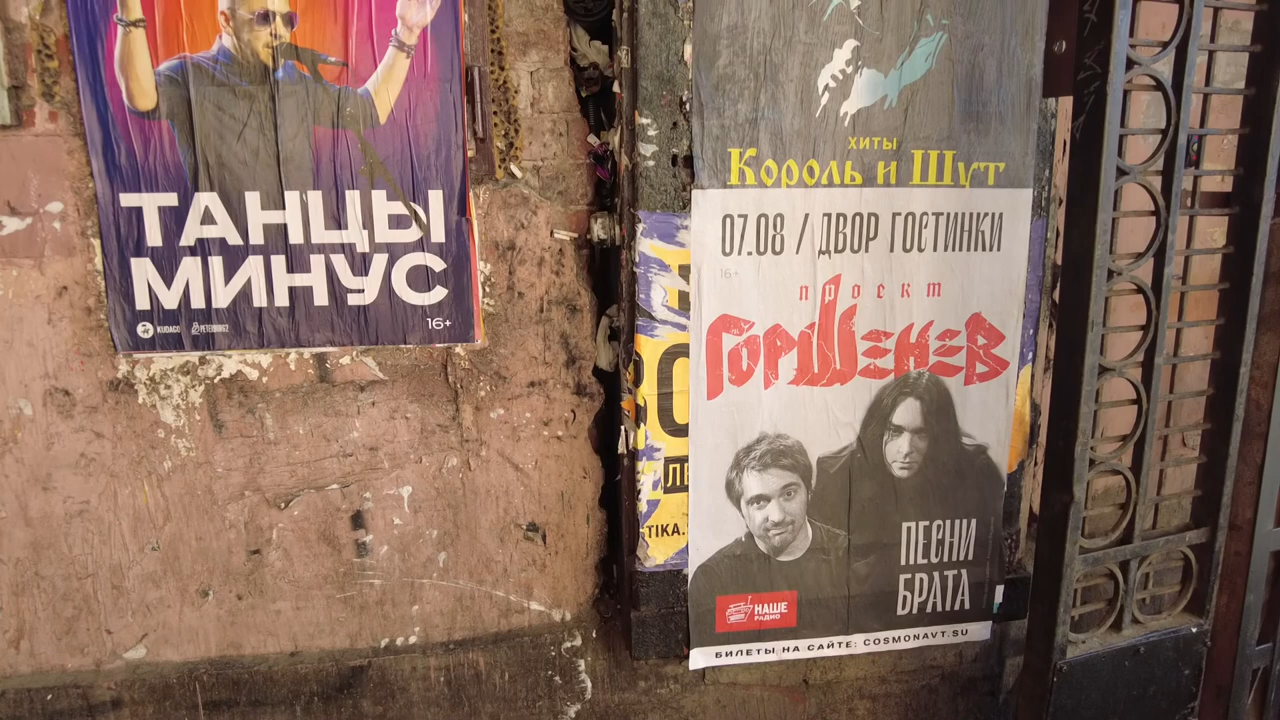 ТАНЦЫ
МИНУС
KUDAGO
16+
ХИТЫ
Король и Шут
07.08 / ДВОР ГОСТИНКИ
16+
проект
ГОРШЕНЕВ
ПЕСНИ
БРАТА
НАШЕ
РАДИО
БИЛЕТЫ НА САЙТЕ: COSMONAVT.SU
TIKA.